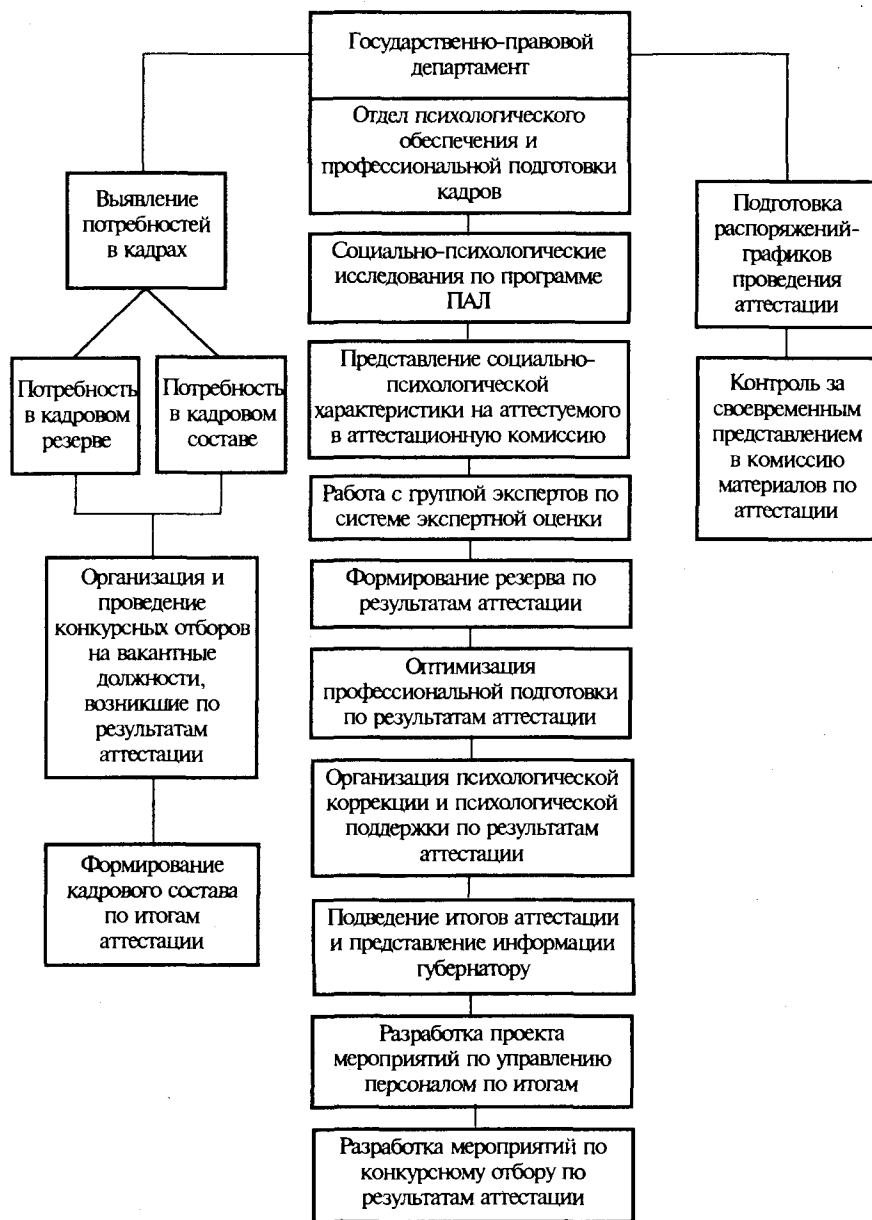 Государственно-правовой
департамент
Отдел психологического
обеспечения и
профессиональной подготовки
кадров
Выявление
потребностей
в кадрах
Потребность
в кадровом
резерве
Потребность
в кадровом
составе
Организация и
проведение
конкурсных отборов
на вакантные
должности,
возникшие по
результатам
аттестации
Формирование
кадрового состава
по итогам
аттестации
Социально-психологические
исследования по программе
ПАЛ
Представление социально-
психологической
характеристики на аттестуемого
в аттестационную комиссию
Работа с группой экспертов по
системе экспертной оценки
Формирование резерва по
результатам аттестации
Оптимизация
профессиональной подготовки
по результатам аттестации
Организация психологической
коррекции и психологической
поддержки по результатам
аттестации
Подведение итогов аттестации
и представление информации
губернатору
Разработка проекта
мероприятий по управлению
персоналом по итогам
Разработка мероприятий по
конкурсному отбору по
результатам аттестации
Подготовка
распоряжений-
графиков
проведения
аттестации
Контроль за
своевременным
представлением
в комиссию
материалов по
аттестации